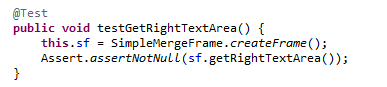 @Test
public void testGetRightTextArea() {
    this.sf = SimpleMergeFrame.createFrame();
    Assert.assertNotNull(sf.getRightTextArea());
}